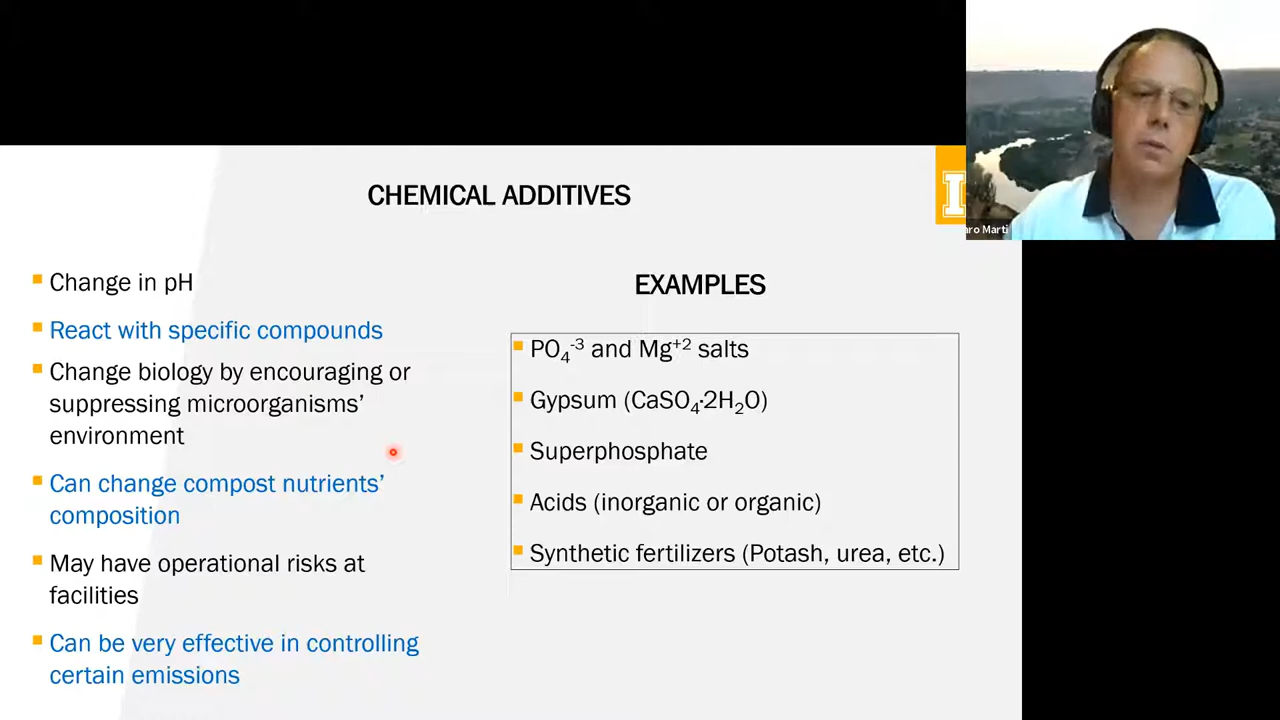 CHEMICAL ADDITIVES
I
aro Marti
Change in pH
React with specific compounds
Change biology by encouraging or
suppressing microorganisms’
environment
Can change compost nutrients’
composition
May have operational risks at
facilities
Can be very effective in controlling
certain emissions
EXAMPLES
PO₄⁻³ and Mg⁺² salts
Gypsum (CaSO₄·2H₂O)
Superphosphate
Acids (inorganic or organic)
Synthetic fertilizers (Potash, urea, etc.)